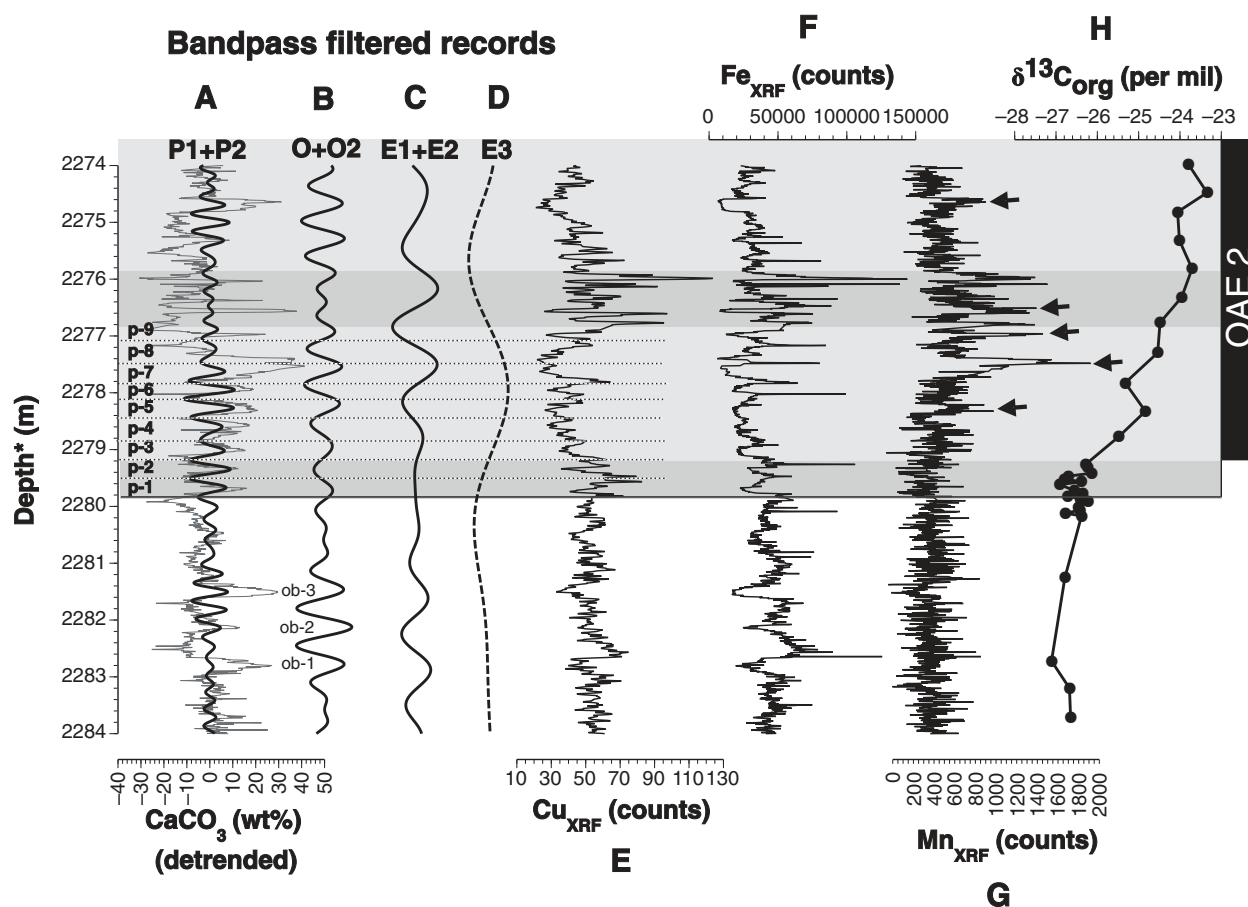 Bandpass filtered records
F
H
Fe XRF (counts)
δ13Corg (per mil)
A
B
C
D
0 50000 100000 150000
−28 −27 −26 −25 −24 −23
P1+P2
O+O2
E1+E2
E3
2274
2275
2276
2277
2278
2279
2280
2281
2282
2283
2284
Depth* (m)
p-9
p-8
p-7
p-6
p-5
p-4
p-3
p-2
p-1
ob-3
ob-2
ob-1
OAE 2
−40 −30 −20 −10 0 10 20 30 40 50
CaCO3 (wt%)
(detrended)
10 30 50 70 90 110 130
CuXRF (counts)
E
0 200 400 600 800 1000 1200 1400 1600 1800 2000
MnXRF (counts)
G